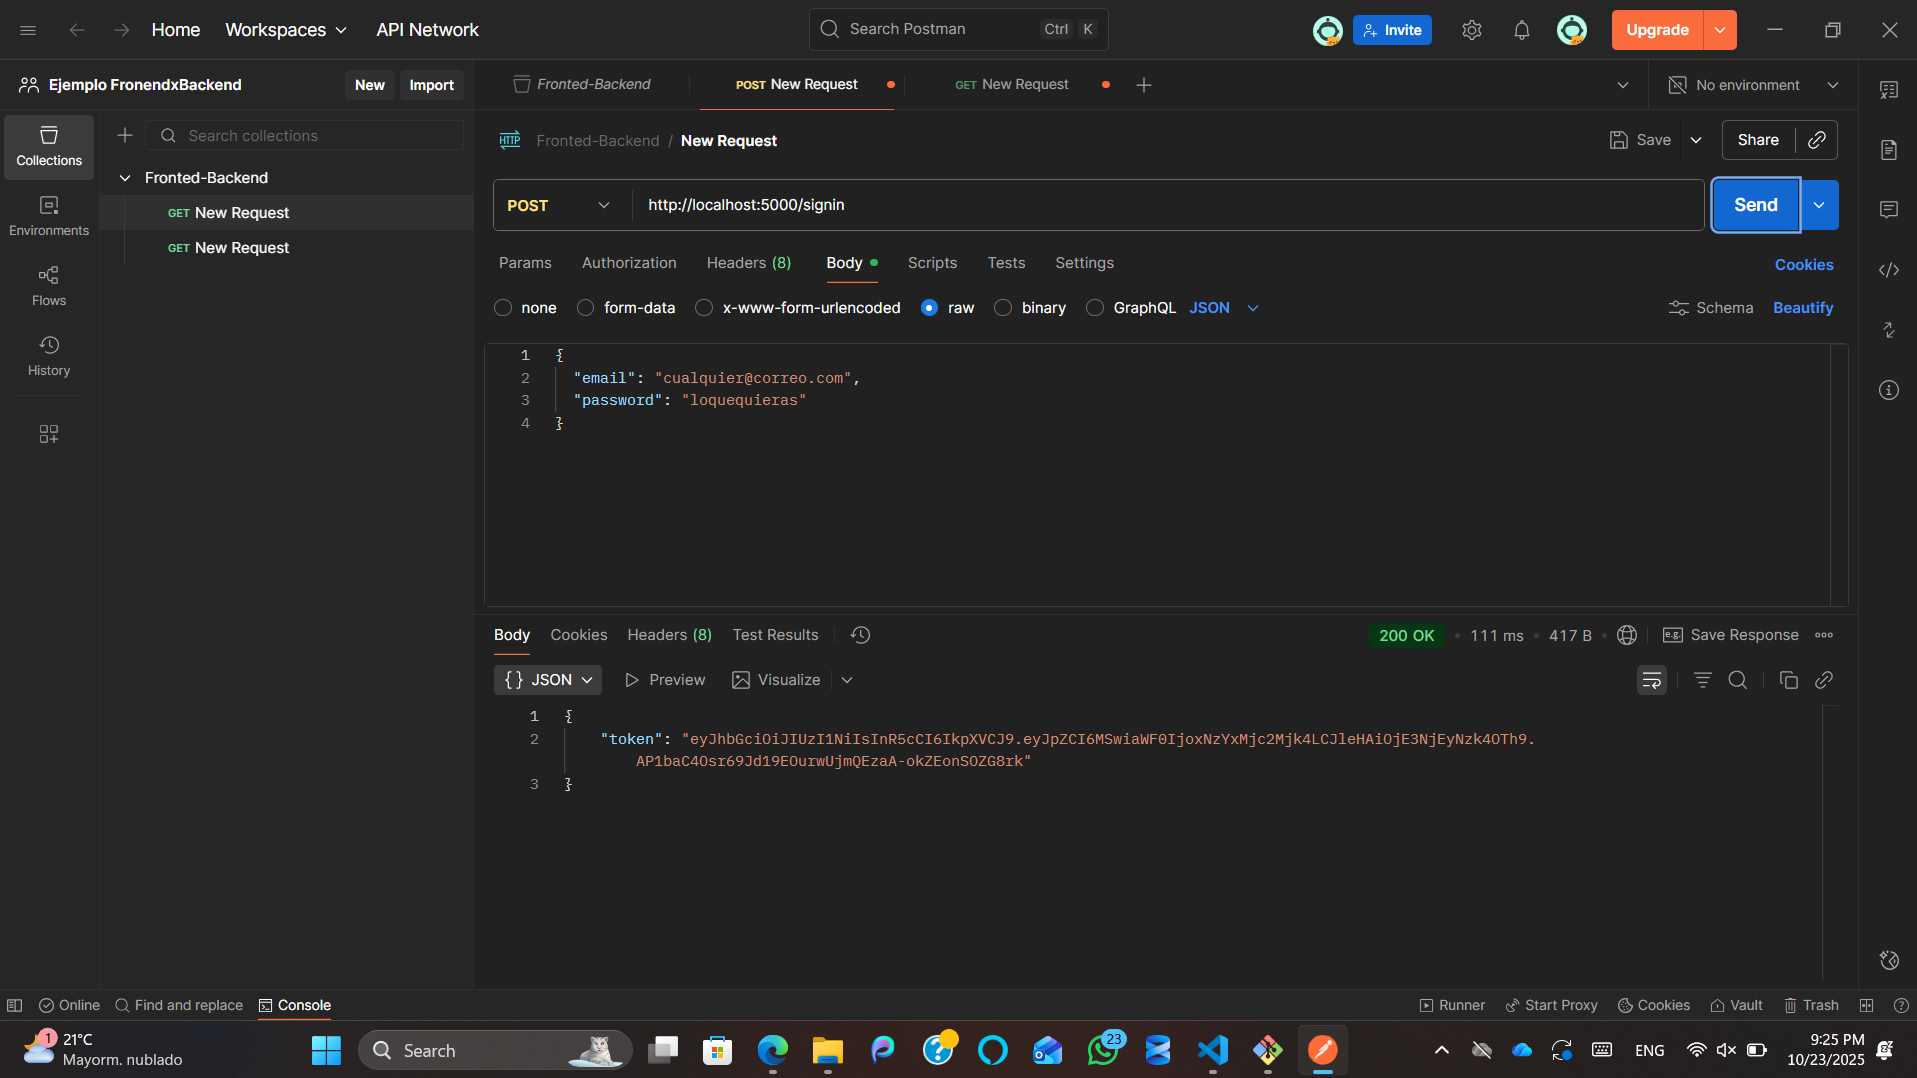 Home
Workspaces
API Network
Search Postman
Ctrl
K
Invite
Upgrade
Ejemplo FronendxBackend
New
Import
Fronted-Backend
POST New Request
GET New Request
No environment
Collections
Environments
Flows
History
Search collections
Fronted-Backend
GET New Request
GET New Request
HTTP
Fronted-Backend / New Request
Save
Share
POST
http://localhost:5000/signin
Send
Params
Authorization
Headers (8)
Body
Scripts
Tests
Settings
Cookies
none
form-data
x-www-form-urlencoded
raw
binary
GraphQL
JSON
Schema
Beautify
1 {
2 "email": "cualquier@correo.com",
3 "password": "loquequieras"
4 }
Body
Cookies
Headers (8)
Test Results
200 OK
111 ms
417 B
e.g.
Save Response
{} JSON
Preview
Visualize
1 {
2 "token": "eyJhbGciOiJIUzI1NiIsInR5cCI6IkpXVCJ9.eyJpZCI6MSwiaWF0IjoxNzYxMjc2Mjk4LCJleHAiOjE3NjEyNzk4OTh9.
AP1baC4Osr69Jd19EOurwUjmQEzaA-okZEonSOZG8rk"
3 }
Online
Find and replace
Console
Runner
Start Proxy
Cookies
Vault
Trash
1
21°C
Mayorm. nublado
Search
23
ENG
9:25 PM
10/23/2025